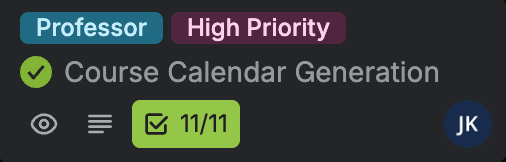 Professor High Priority
Course Calendar Generation
11/11 JK